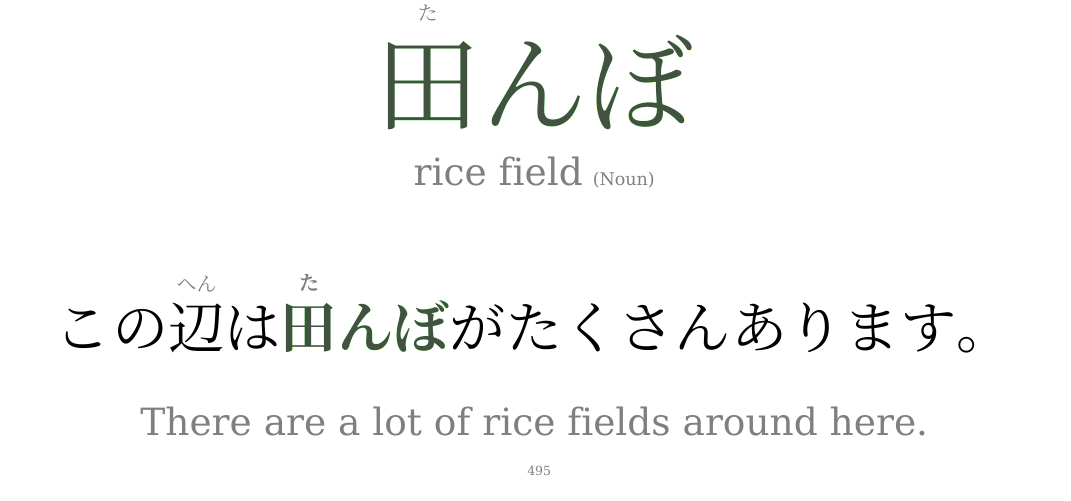 た
田んぼ
rice field (Noun)
へん た
この辺は田んぼがたくさんあります。
There are a lot of rice fields around here.
495